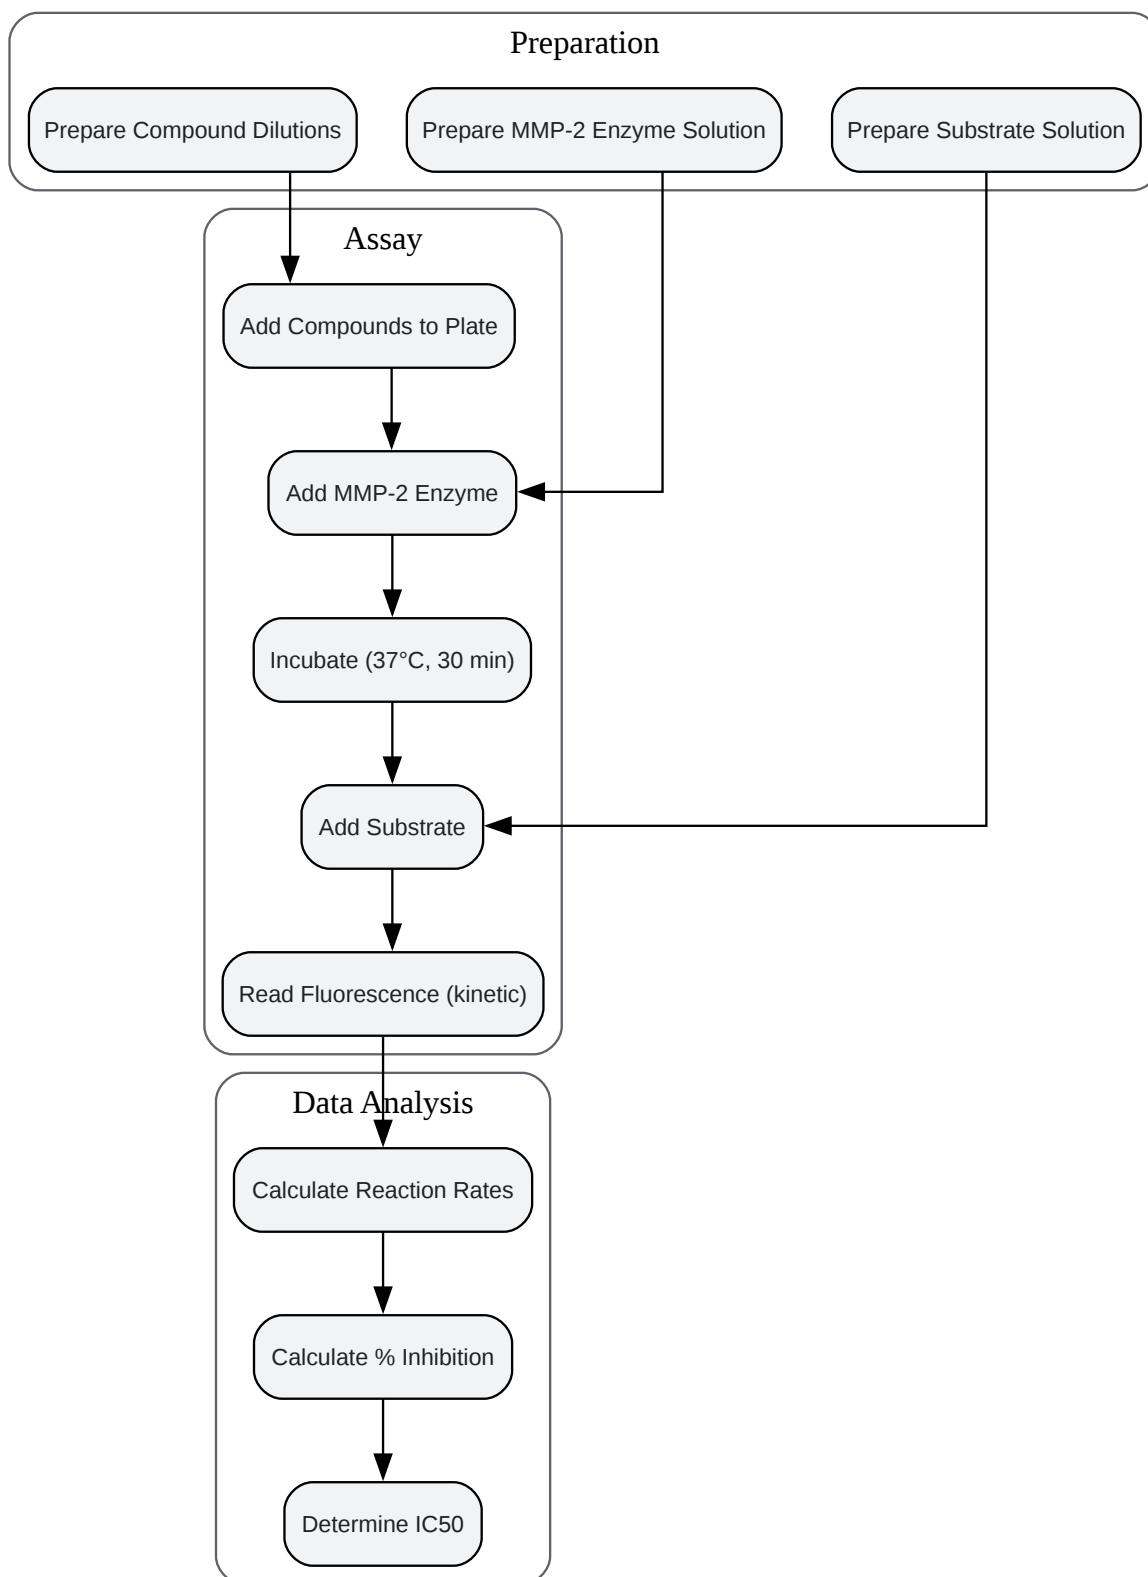 Preparation
Prepare Compound Dilutions
Prepare MMP-2 Enzyme Solution
Prepare Substrate Solution
Assay
Add Compounds to Plate
Add MMP-2 Enzyme
Incubate (37°C, 30 min)
Add Substrate
Read Fluorescence (kinetic)
Data Analysis
Calculate Reaction Rates
Calculate % Inhibition
Determine IC50